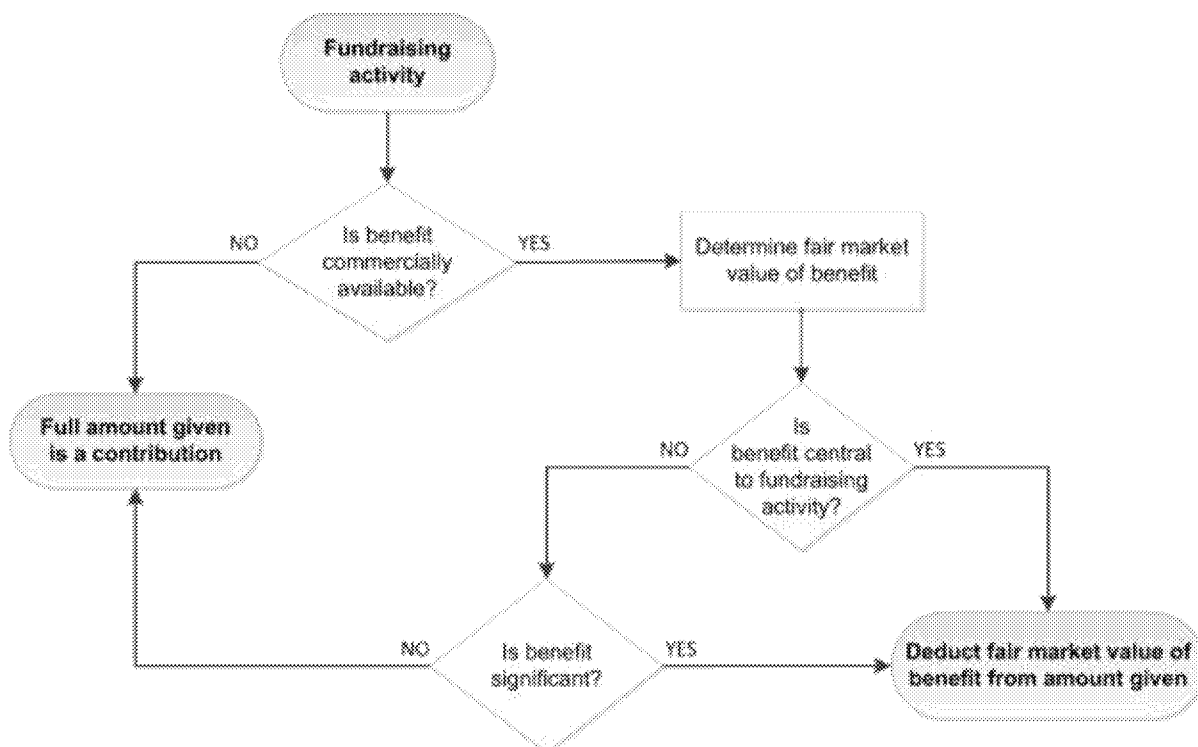 Fundraising
activity
Is benefit
commercially
available?
NO
YES
Determine fair market
value of benefit
Full amount given
is a contribution
Is
benefit central
to fundraising
activity?
NO
YES
Is benefit
significant?
NO
YES
Deduct fair market value of
benefit from amount given